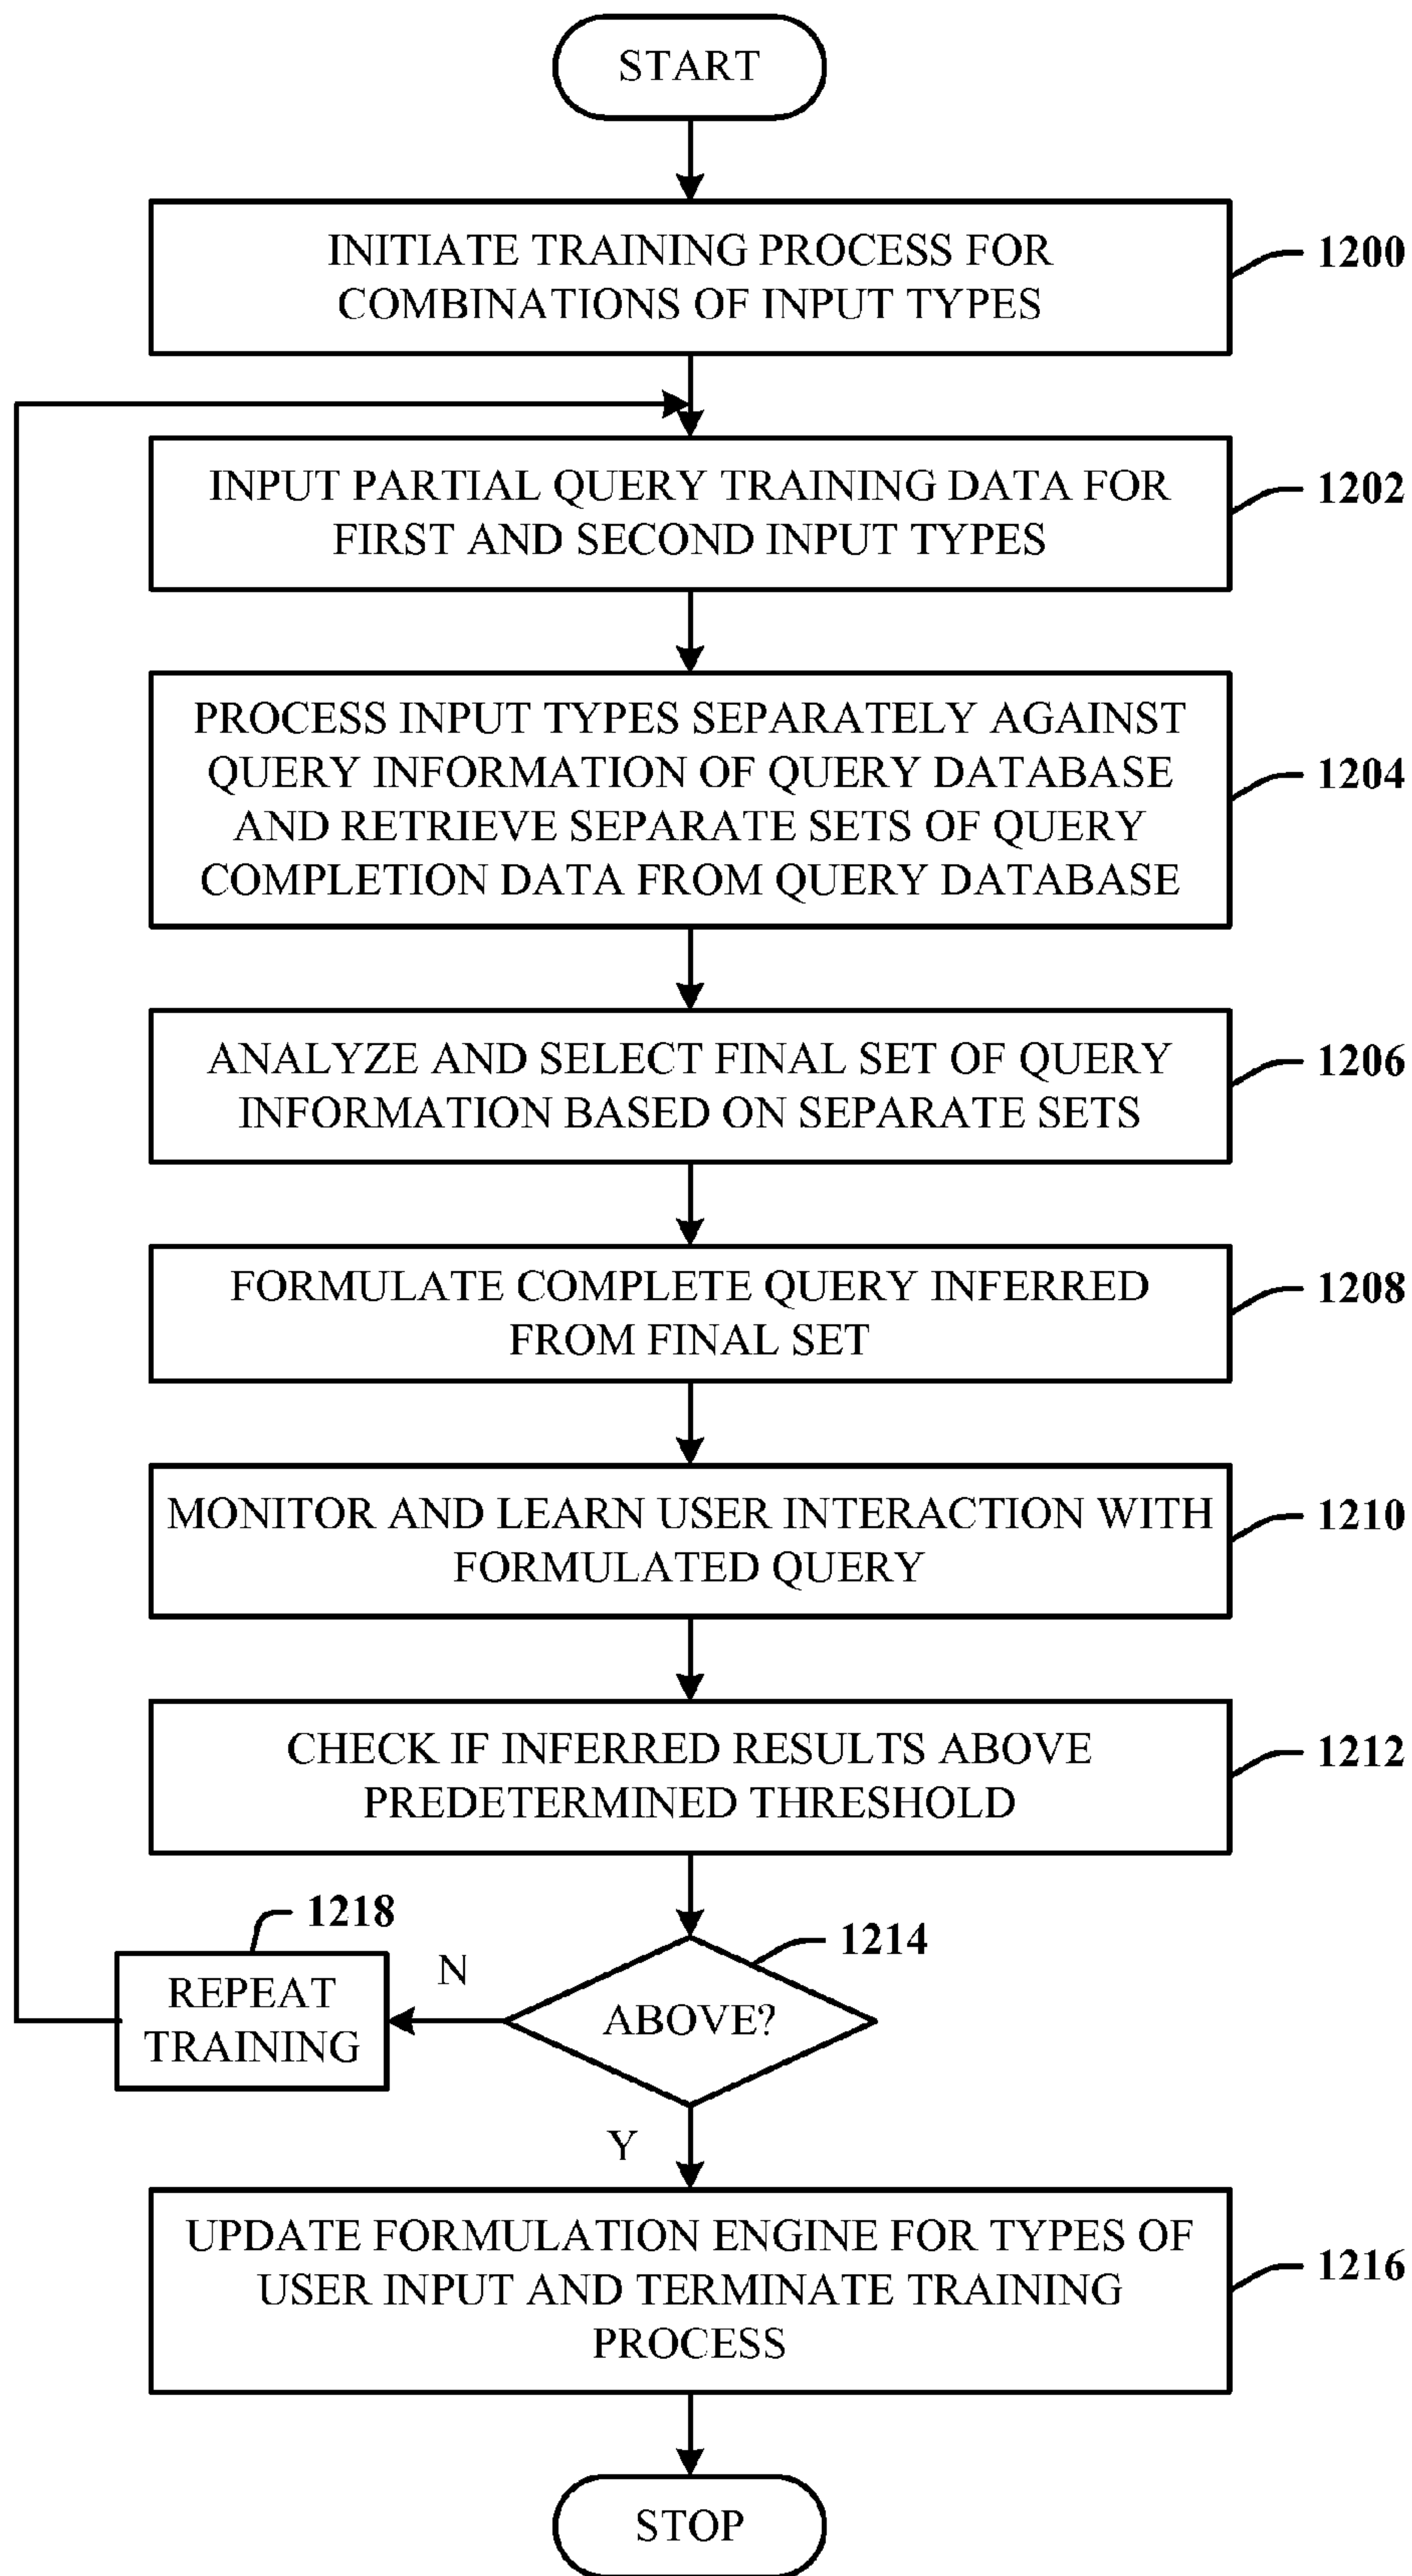 START
INITIATE TRAINING PROCESS FOR
COMBINATIONS OF INPUT TYPES
1200
INPUT PARTIAL QUERY TRAINING DATA FOR
FIRST AND SECOND INPUT TYPES
1202
PROCESS INPUT TYPES SEPARATELY AGAINST
QUERY INFORMATION OF QUERY DATABASE
AND RETRIEVE SEPARATE SETS OF QUERY
COMPLETION DATA FROM QUERY DATABASE
1204
ANALYZE AND SELECT FINAL SET OF QUERY
INFORMATION BASED ON SEPARATE SETS
1206
FORMULATE COMPLETE QUERY INFERRED
FROM FINAL SET
1208
MONITOR AND LEARN USER INTERACTION WITH
FORMULATED QUERY
1210
CHECK IF INFERRED RESULTS ABOVE
PREDETERMINED THRESHOLD
1212
1218
REPEAT
TRAINING
N
1214
ABOVE?
Y
UPDATE FORMULATION ENGINE FOR TYPES OF
USER INPUT AND TERMINATE TRAINING
PROCESS
1216
STOP